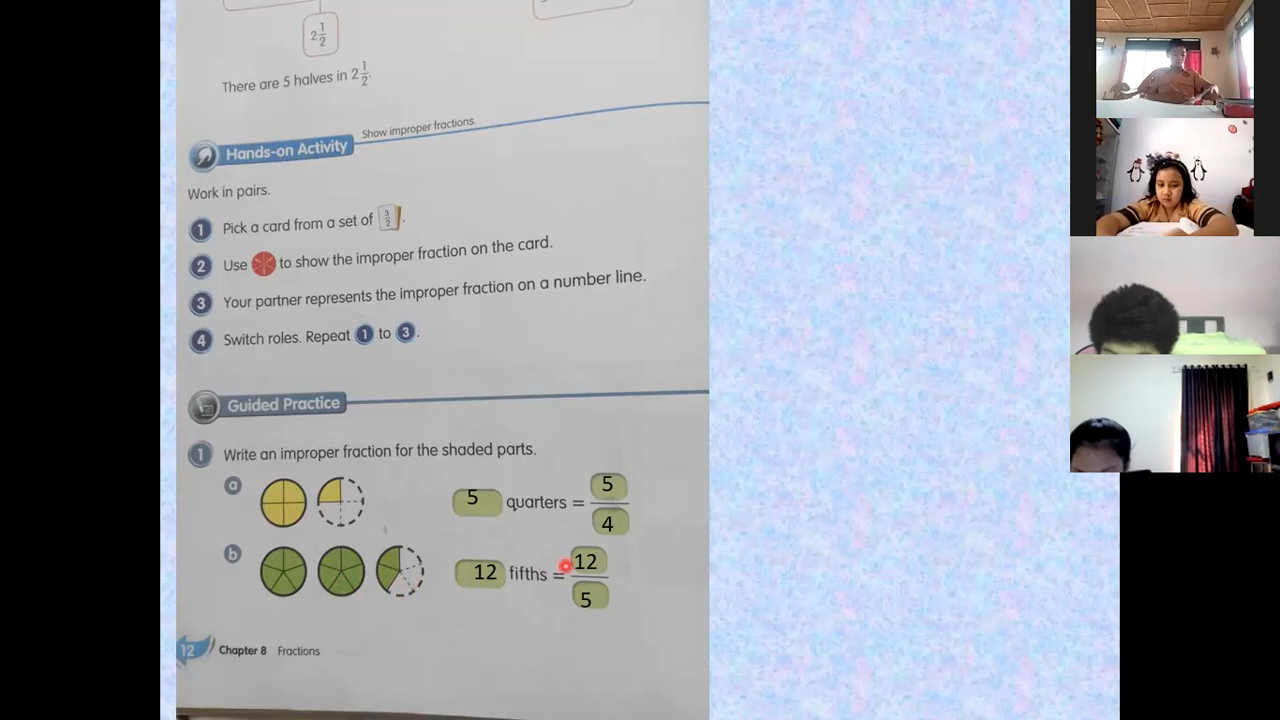 2 1/2
There are 5 halves in 2 1/2.
Hands-on Activity
Show improper fractions.
Work in pairs.
1 Pick a card from a set of 3/2.
2 Use to show the improper fraction on the card.
3 Your partner represents the improper fraction on a number line.
4 Switch roles. Repeat 1 to 3.
Guided Practice
1 Write an improper fraction for the shaded parts.
a 5 quarters = 5/4
b 12 fifths = 12/5
12 Chapter 8 Fractions